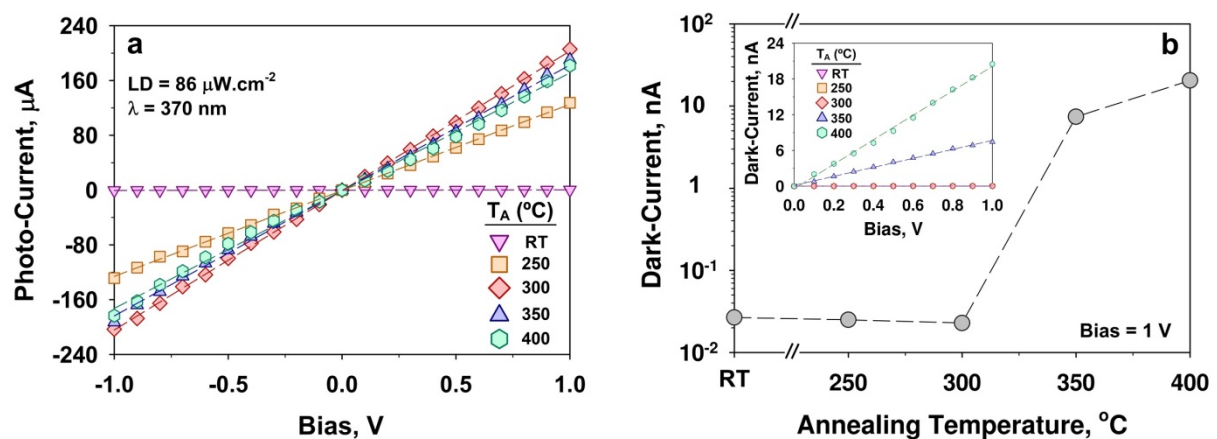 a
LD = 86 μW.cm-2
λ = 370 nm
Photo-Current, μA
240
160
80
0
-80
-160
-240
TA (ºC)
RT
250
300
350
400
-1.0 -0.5 0.0 0.5 1.0
Bias, V
b
Dark-Current, nA
10²
10
1
10⁻¹
10⁻²
Dark-Current, nA
24
18
12
6
0
TA (ºC)
RT
250
300
350
400
0.0 0.2 0.4 0.6 0.8 1.0
Bias, V
Bias = 1 V
RT 250 300 350 400
Annealing Temperature, °C